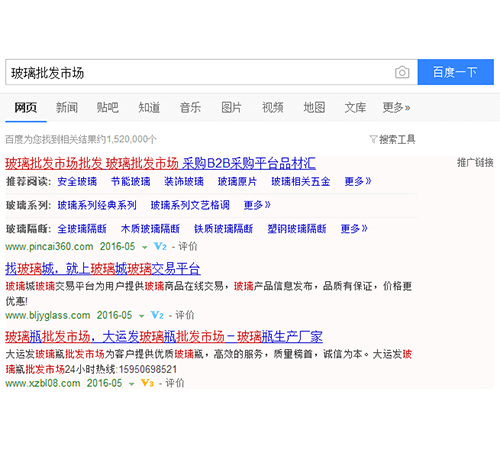 玻璃批发市场
百度一下
网页 新闻 贴吧 知道 音乐 图片 视频 地图 文库 更多»
百度为您找到相关结果约1,520,000个 搜索工具
玻璃批发市场批发 玻璃批发市场 采购B2B采购平台品材汇 推广链接
推荐阅读: 安全玻璃 节能玻璃 装饰玻璃 玻璃原片 玻璃相关五金 更多»
玻璃系列: 玻璃系列经典系列 玻璃系列文艺格调 更多»
玻璃隔断: 全玻璃隔断 木质玻璃隔断 铁质玻璃隔断 塑钢玻璃隔断 更多»
www.pincai360.com 2016-05 V2 - 评价
找玻璃城，就上玻璃城玻璃交易平台
玻璃城玻璃交易平台为用户提供玻璃商品在线交易，玻璃产品信息发布，品质有保证，价格更
优惠!
www.bljyglass.com 2016-05 V2 - 评价
玻璃瓶批发市场，大运发玻璃瓶批发市场－玻璃瓶生产厂家
大运发玻璃瓶批发市场为客户提供优质玻璃瓶，高效的服务，质里榜首，诚信为本。大运发玻
璃瓶批发市场24小时热线:15950698521
www.xzbl08.com 2016-05 V3 - 评价